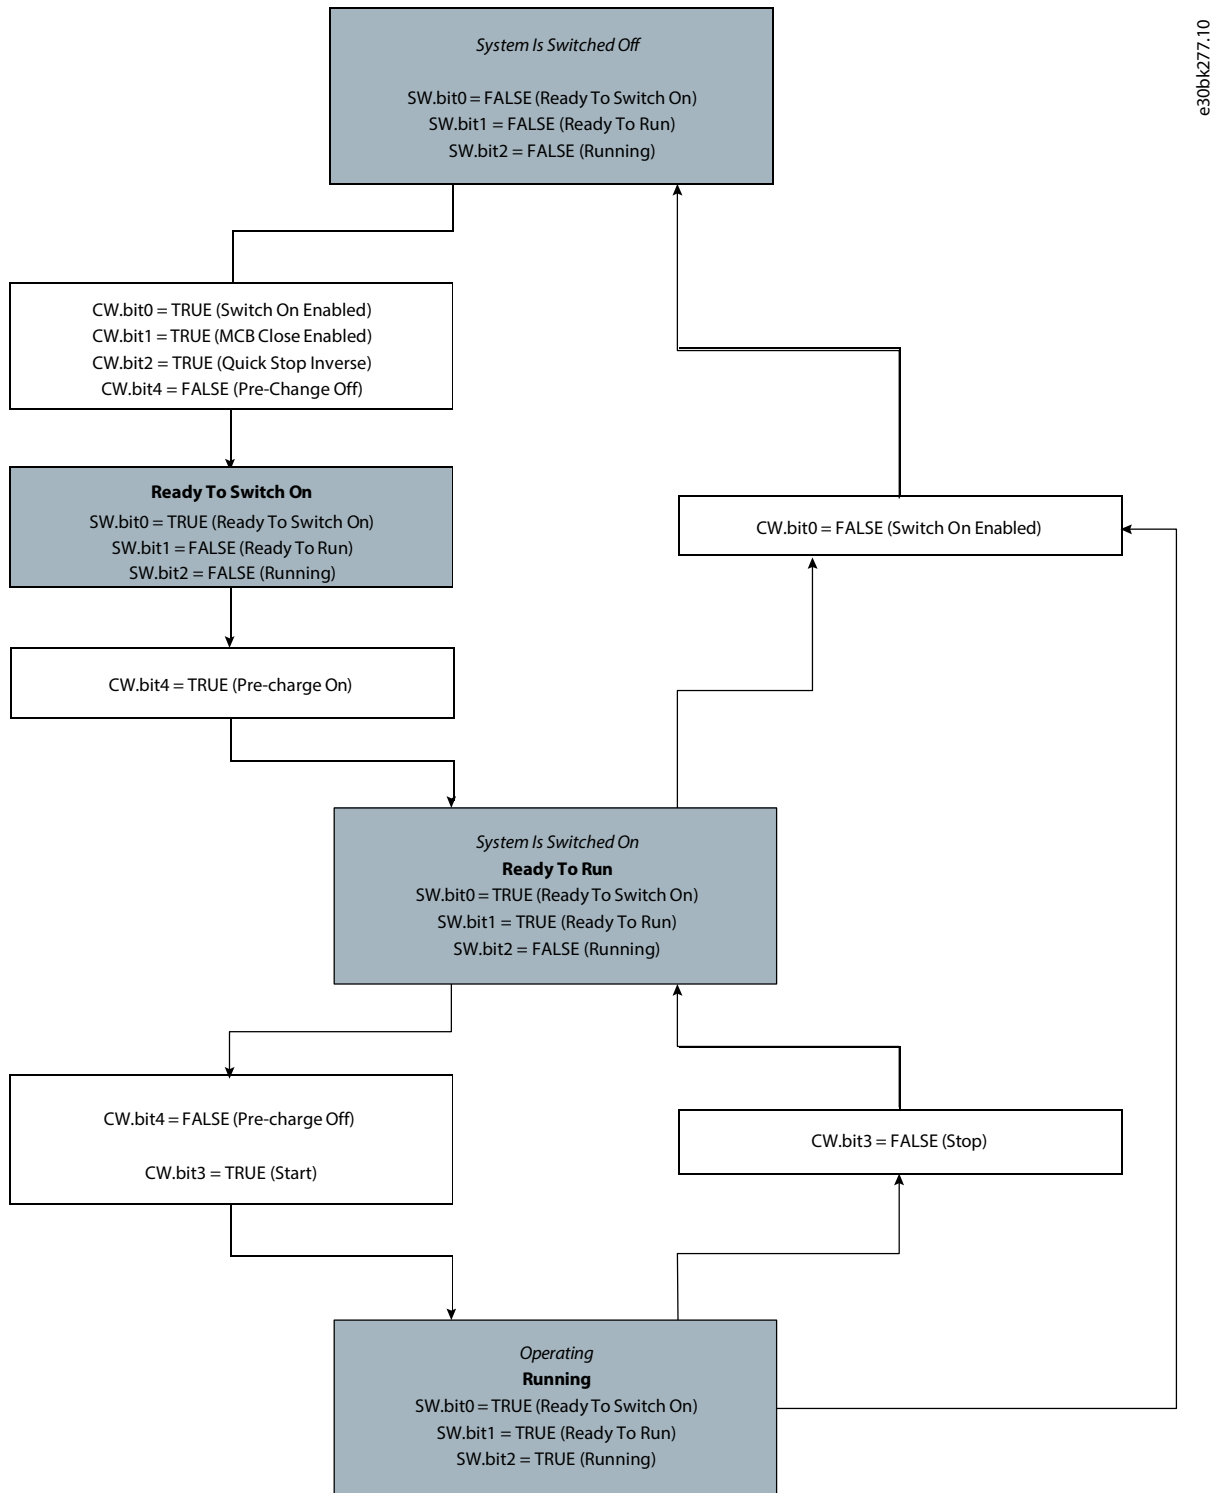 System Is Switched Off
SW.bit0 = FALSE (Ready To Switch On)
SW.bit1 = FALSE (Ready To Run)
SW.bit2 = FALSE (Running)
e30bk277.10
CW.bit0 = TRUE (Switch On Enabled)
CW.bit1 = TRUE (MCB Close Enabled)
CW.bit2 = TRUE (Quick Stop Inverse)
CW.bit4 = FALSE (Pre-Change Off)
Ready To Switch On
SW.bit0 = TRUE (Ready To Switch On)
SW.bit1 = FALSE (Ready To Run)
SW.bit2 = FALSE (Running)
CW.bit0 = FALSE (Switch On Enabled)
CW.bit4 = TRUE (Pre-charge On)
System Is Switched On
Ready To Run
SW.bit0 = TRUE (Ready To Switch On)
SW.bit1 = TRUE (Ready To Run)
SW.bit2 = FALSE (Running)
CW.bit4 = FALSE (Pre-charge Off)
CW.bit3 = TRUE (Start)
CW.bit3 = FALSE (Stop)
Operating
Running
SW.bit0 = TRUE (Ready To Switch On)
SW.bit1 = TRUE (Ready To Run)
SW.bit2 = TRUE (Running)